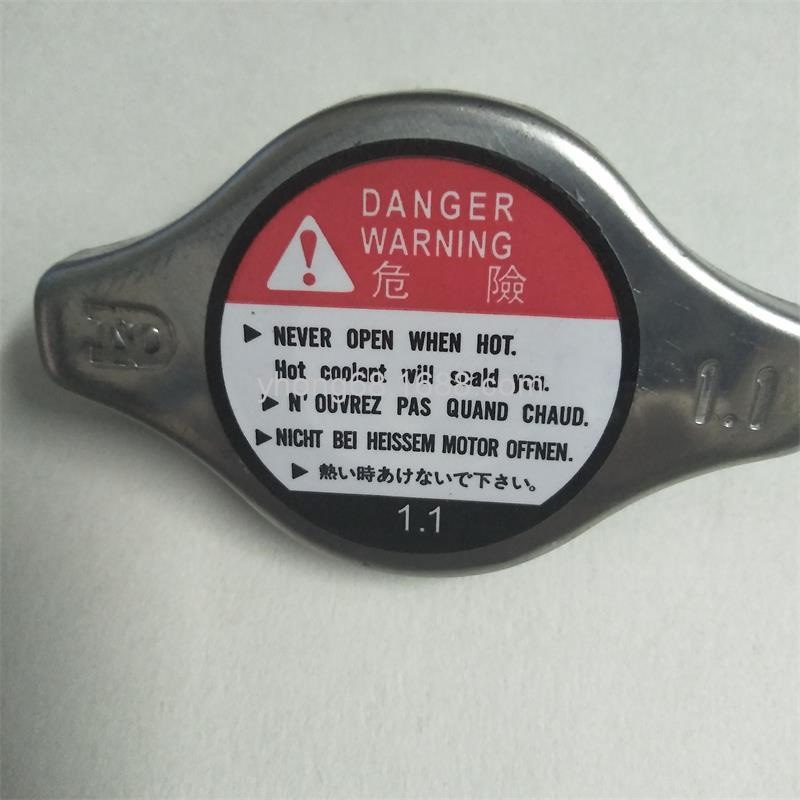 DANGER
WARNING
危 險
NEVER OPEN WHEN HOT.
Hot coolant will scald you.
N'OUVREZ PAS QUAND CHAUD.
NICHT BEI HEISSEM MOTOR OFFNEN.
熱い時あけないで下さい。
1.1
1.1